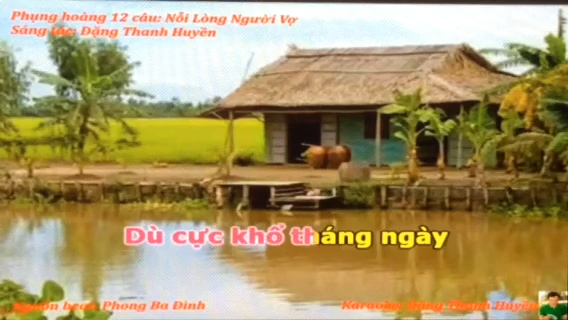 Phụng hoàng 12 câu: Nỗi Lòng Người Vợ
Sáng tác: Đặng Thanh Huyền
Dù cực khổ tháng ngày
Nguồn beat: Phong Ba Đình
Karaoke: Đặng Thanh Huyền